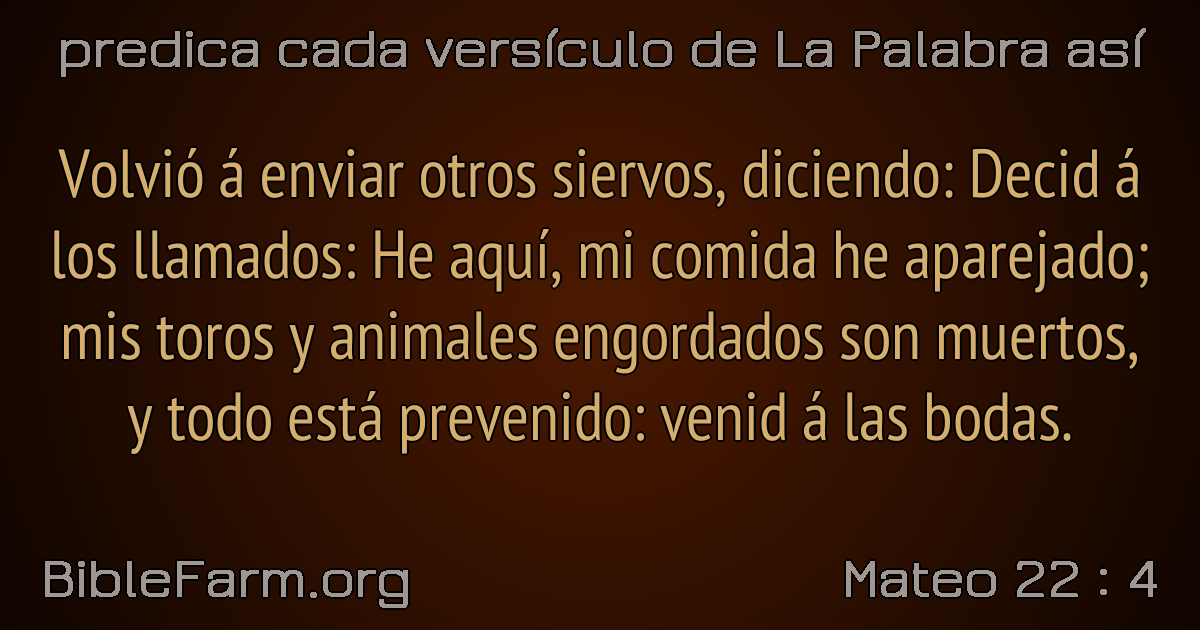 predica cada versículo de La Palabra así
Volvió á enviar otros siervos, diciendo: Decid á
los llamados: He aquí, mi comida he aparejado;
mis toros y animales engordados son muertos,
y todo está prevenido: venid á las bodas.
BibleFarm.org
Mateo 22 : 4